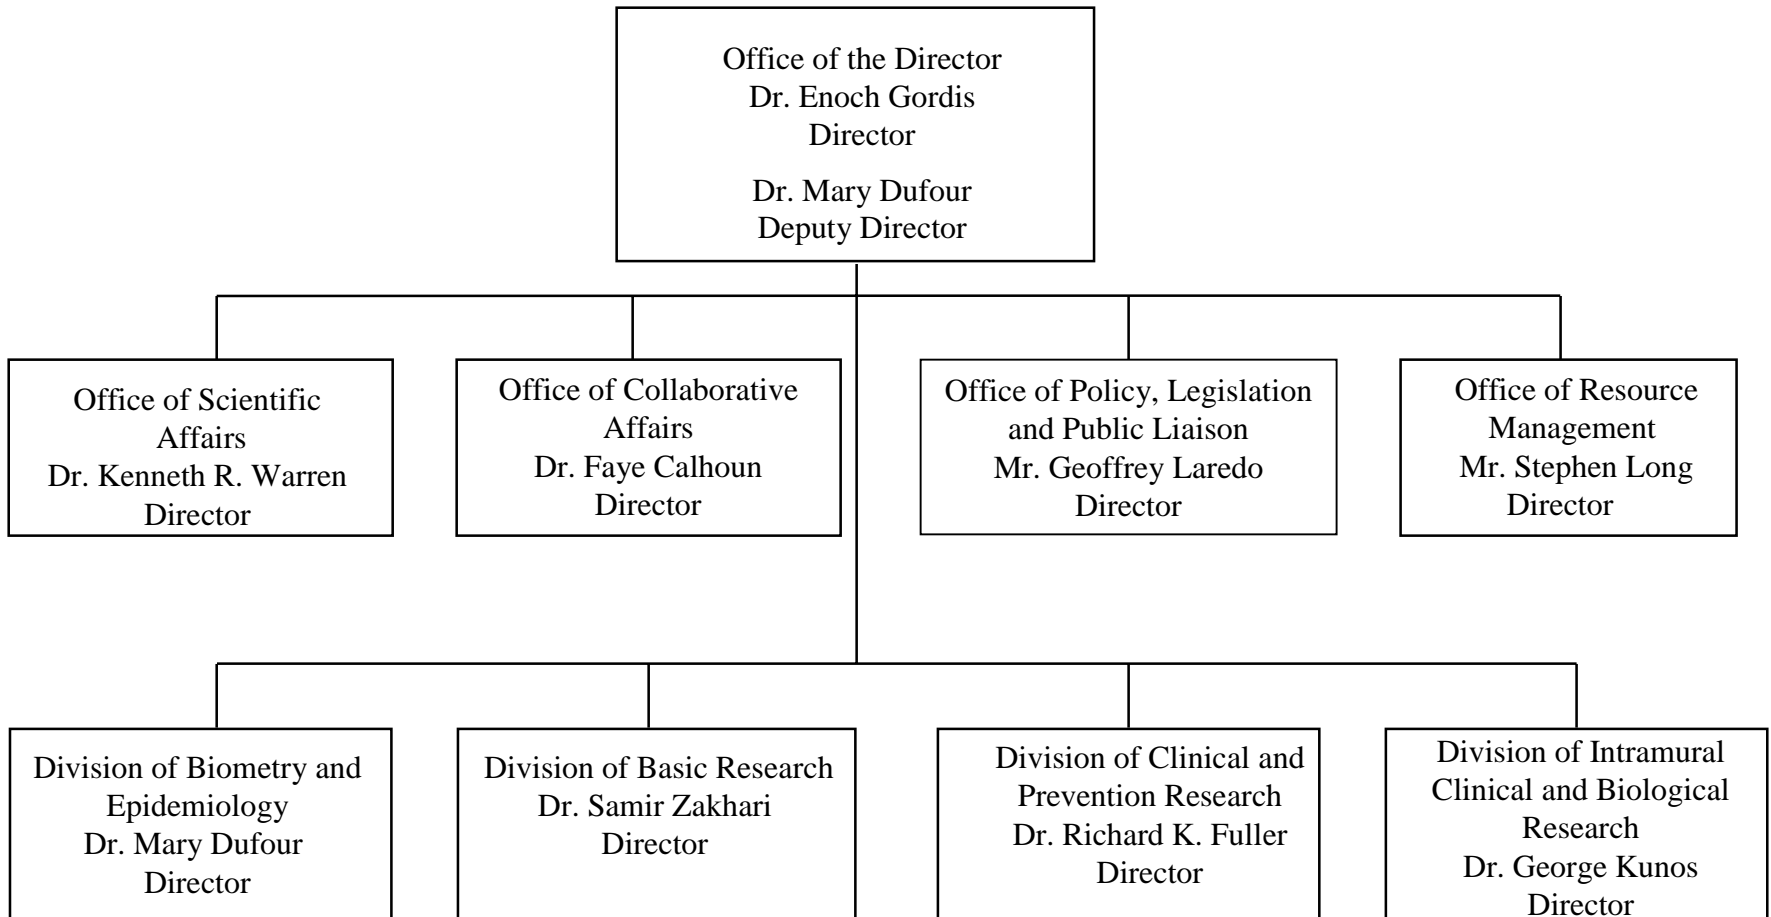 Office of the Director
Dr. Enoch Gordis
Director
Dr. Mary Dufour
Deputy Director
Office of Scientific
Affairs
Dr. Kenneth R. Warren
Director
Office of Collaborative
Affairs
Dr. Faye Calhoun
Director
Office of Policy, Legislation
and Public Liaison
Mr. Geoffrey Laredo
Director
Office of Resource
Management
Mr. Stephen Long
Director
Division of Biometry and
Epidemiology
Dr. Mary Dufour
Director
Division of Basic Research
Dr. Samir Zakhari
Director
Division of Clinical and
Prevention Research
Dr. Richard K. Fuller
Director
Division of Intramural
Clinical and Biological
Research
Dr. George Kunos
Director